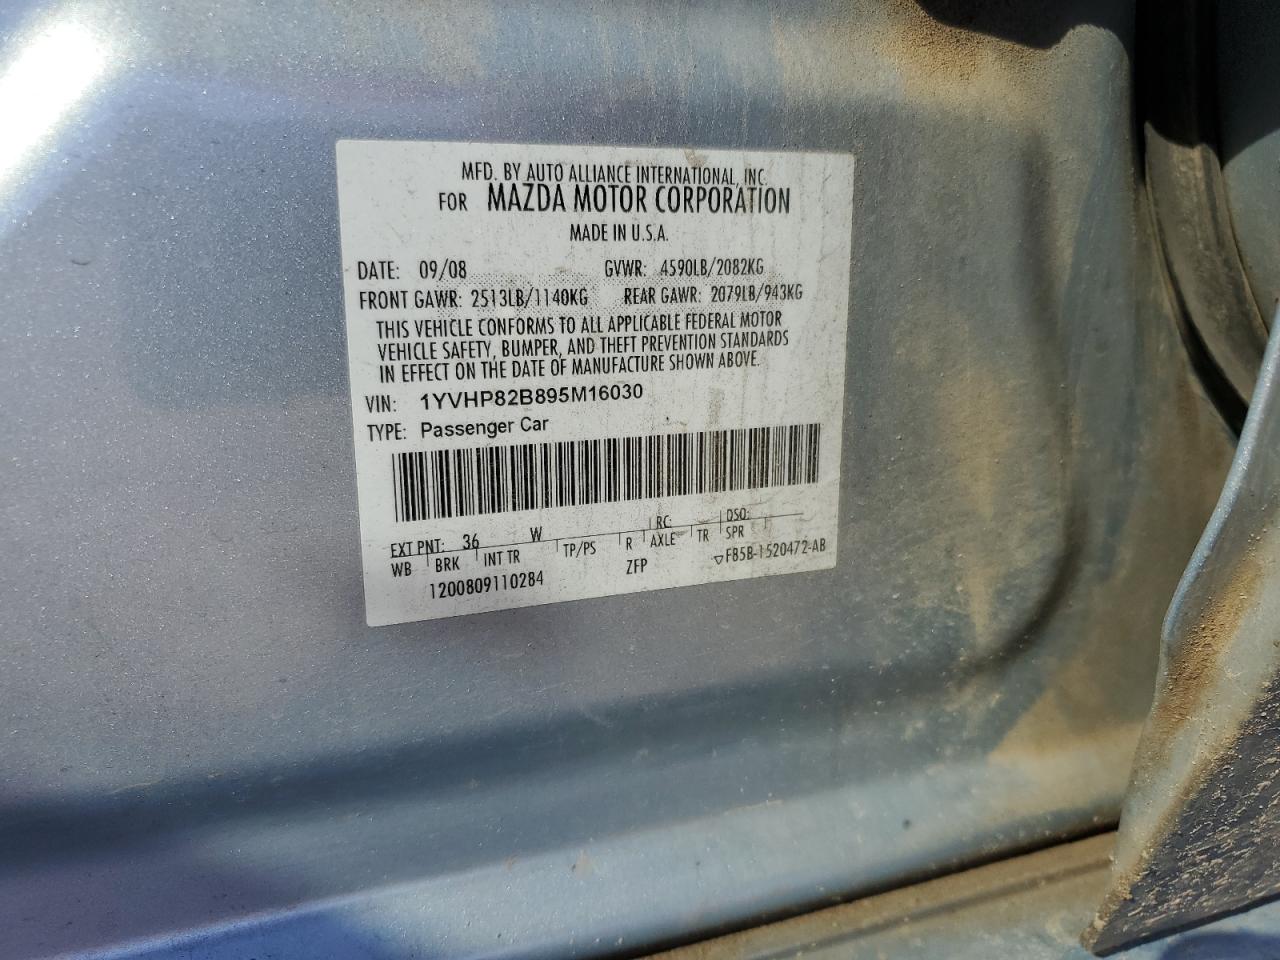 MFD. BY AUTO ALLIANCE INTERNATIONAL, INC.
FOR MAZDA MOTOR CORPORATION
MADE IN U.S.A.
DATE: 09/08 GVWR: 4590LB/2082KG
FRONT GAWR: 2513LB/1140KG REAR GAWR: 2079LB/943KG
THIS VEHICLE CONFORMS TO ALL APPLICABLE FEDERAL MOTOR
VEHICLE SAFETY, BUMPER, AND THEFT PREVENTION STANDARDS
IN EFFECT ON THE DATE OF MANUFACTURE SHOWN ABOVE.
VIN: 1YVHP82B895M16030
TYPE: Passenger Car
EXT PNT: 36 W RC: DSO:
WB BRK INT TR TP/PS R AXLE TR SPR
1200809110284 ZFP ▽F85B-1520472-AB